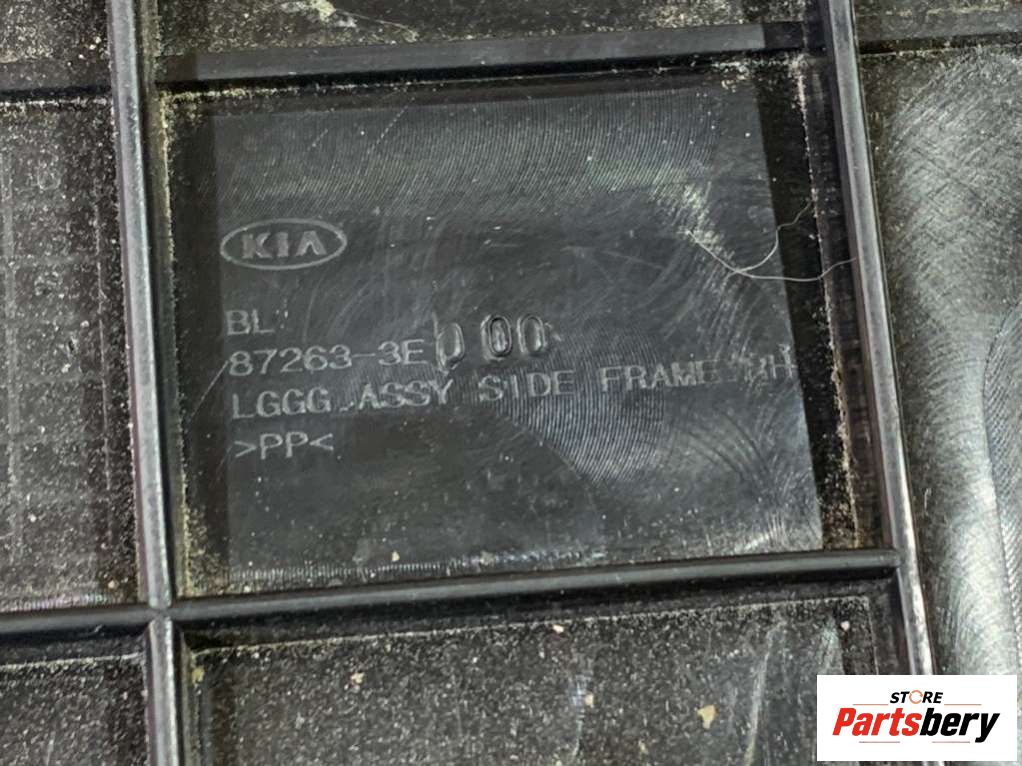 KIA
BL
87263-3E000
LGGG ASSY SIDE FRAME RH
>PP<
STORE
Partsbery